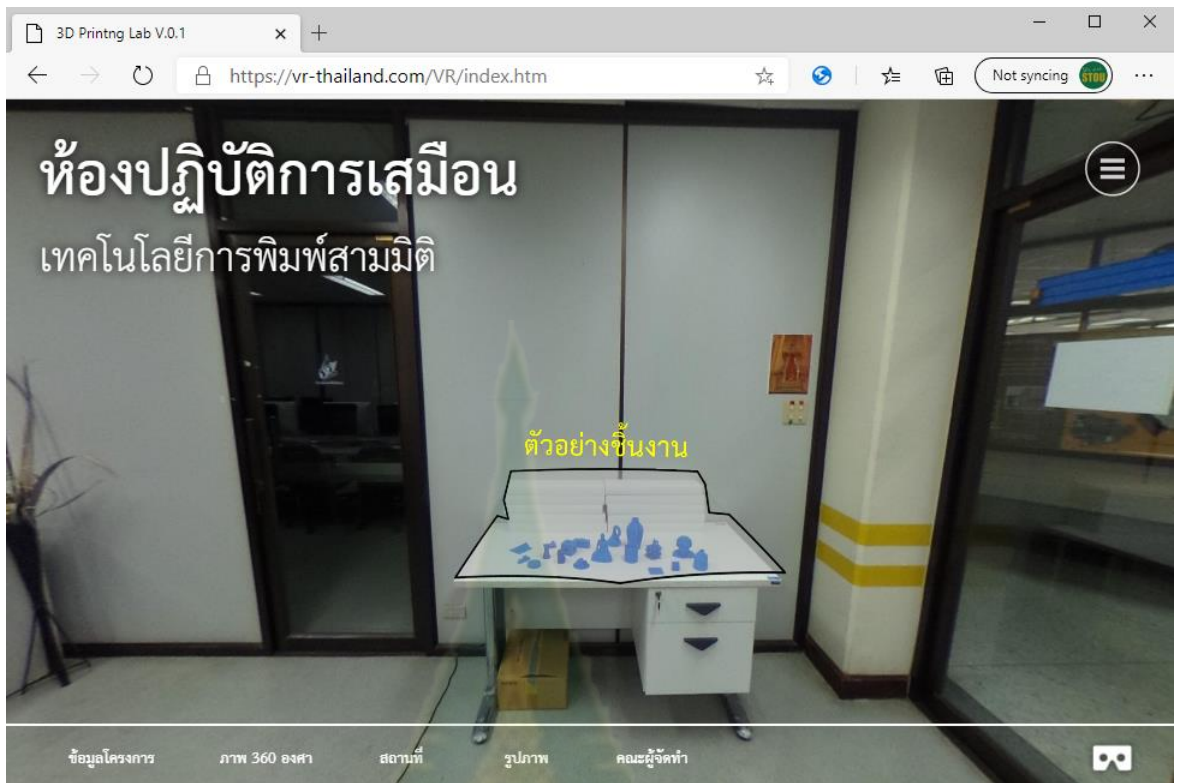 3D Printng Lab V.0.1
https://vr-thailand.com/VR/index.htm
Not syncing
STOU
ห้องปฏิบัติการเสมือน
เทคโนโลยีการพิมพ์สามมิติ
ตัวอย่างชิ้นงาน
ข้อมูลโครงการ ภาพ 360 องศา สถานที่ รูปภาพ คณะผู้จัดทำ